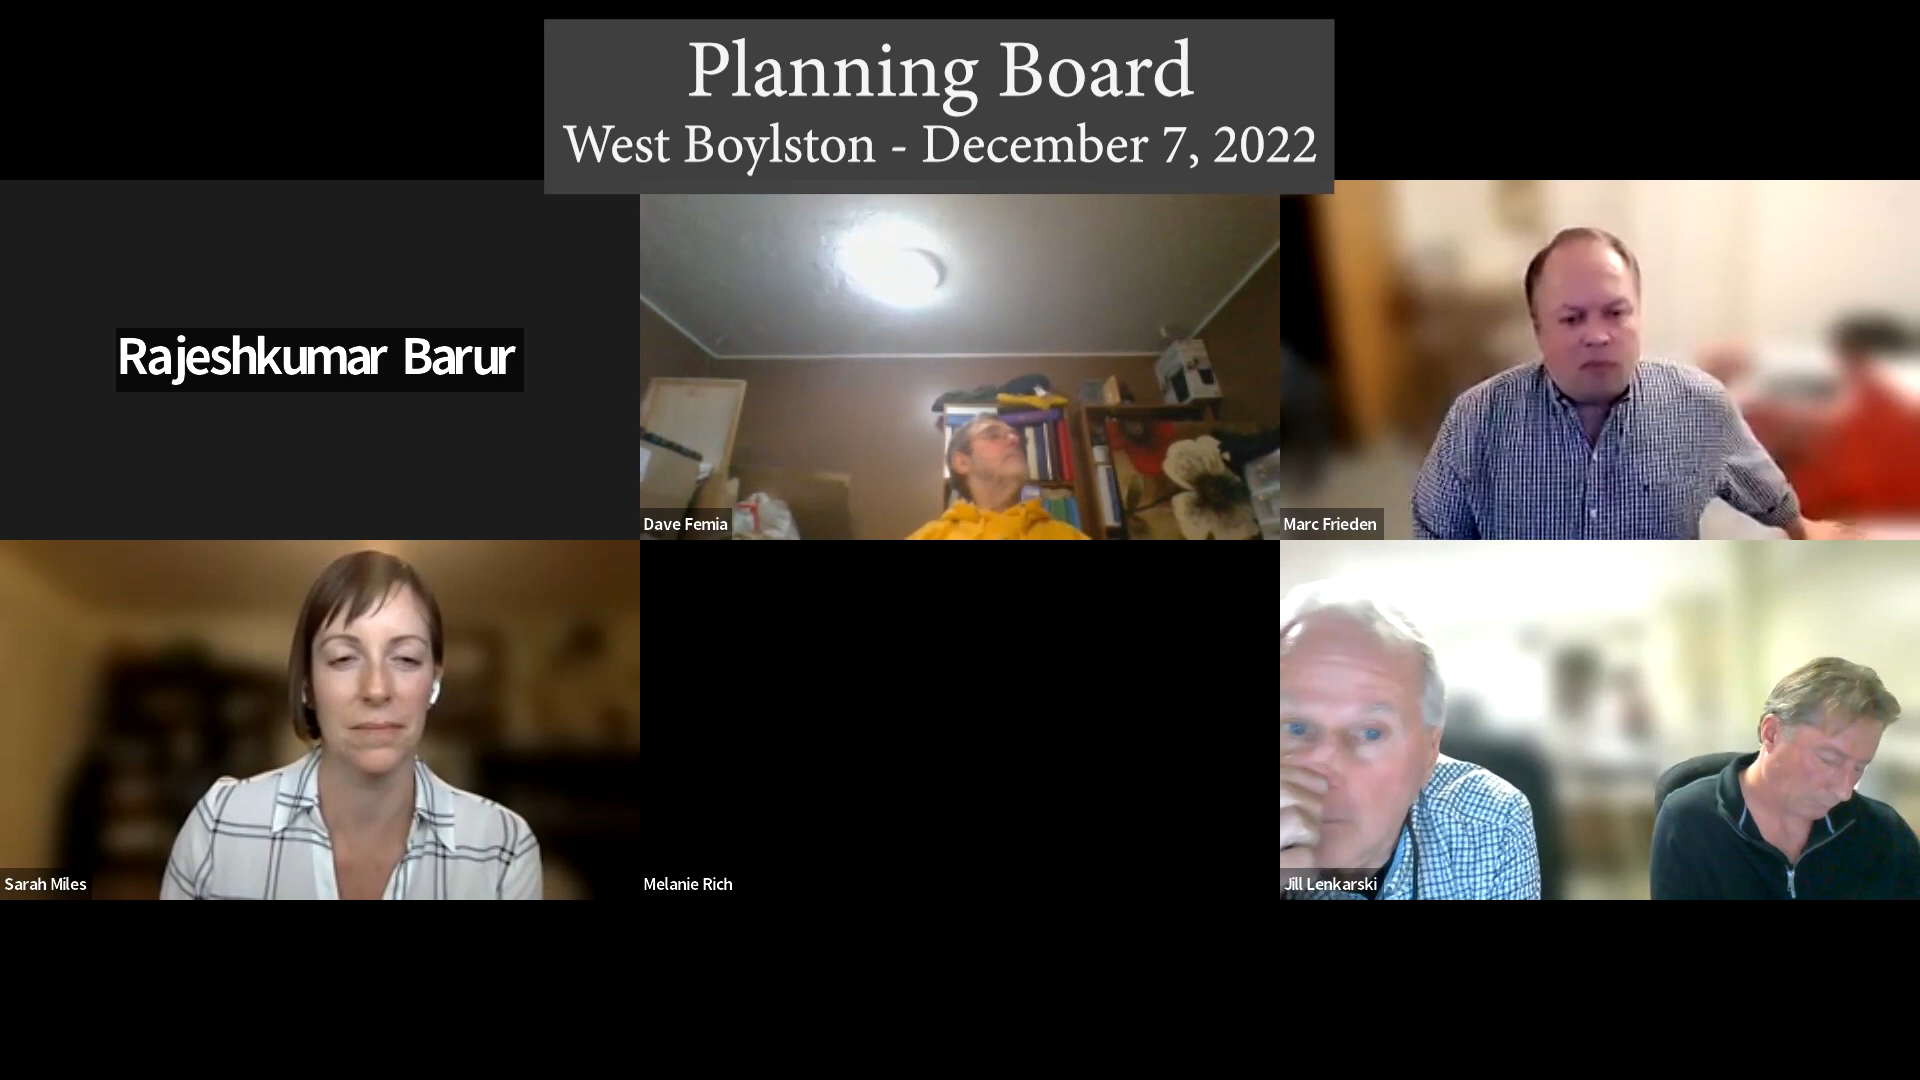 Planning Board
West Boylston - December 7, 2022
Rajeshkumar Barur
Dave Femia
Marc Frieden
Sarah Miles
Melanie Rich
Jill Lenkarski